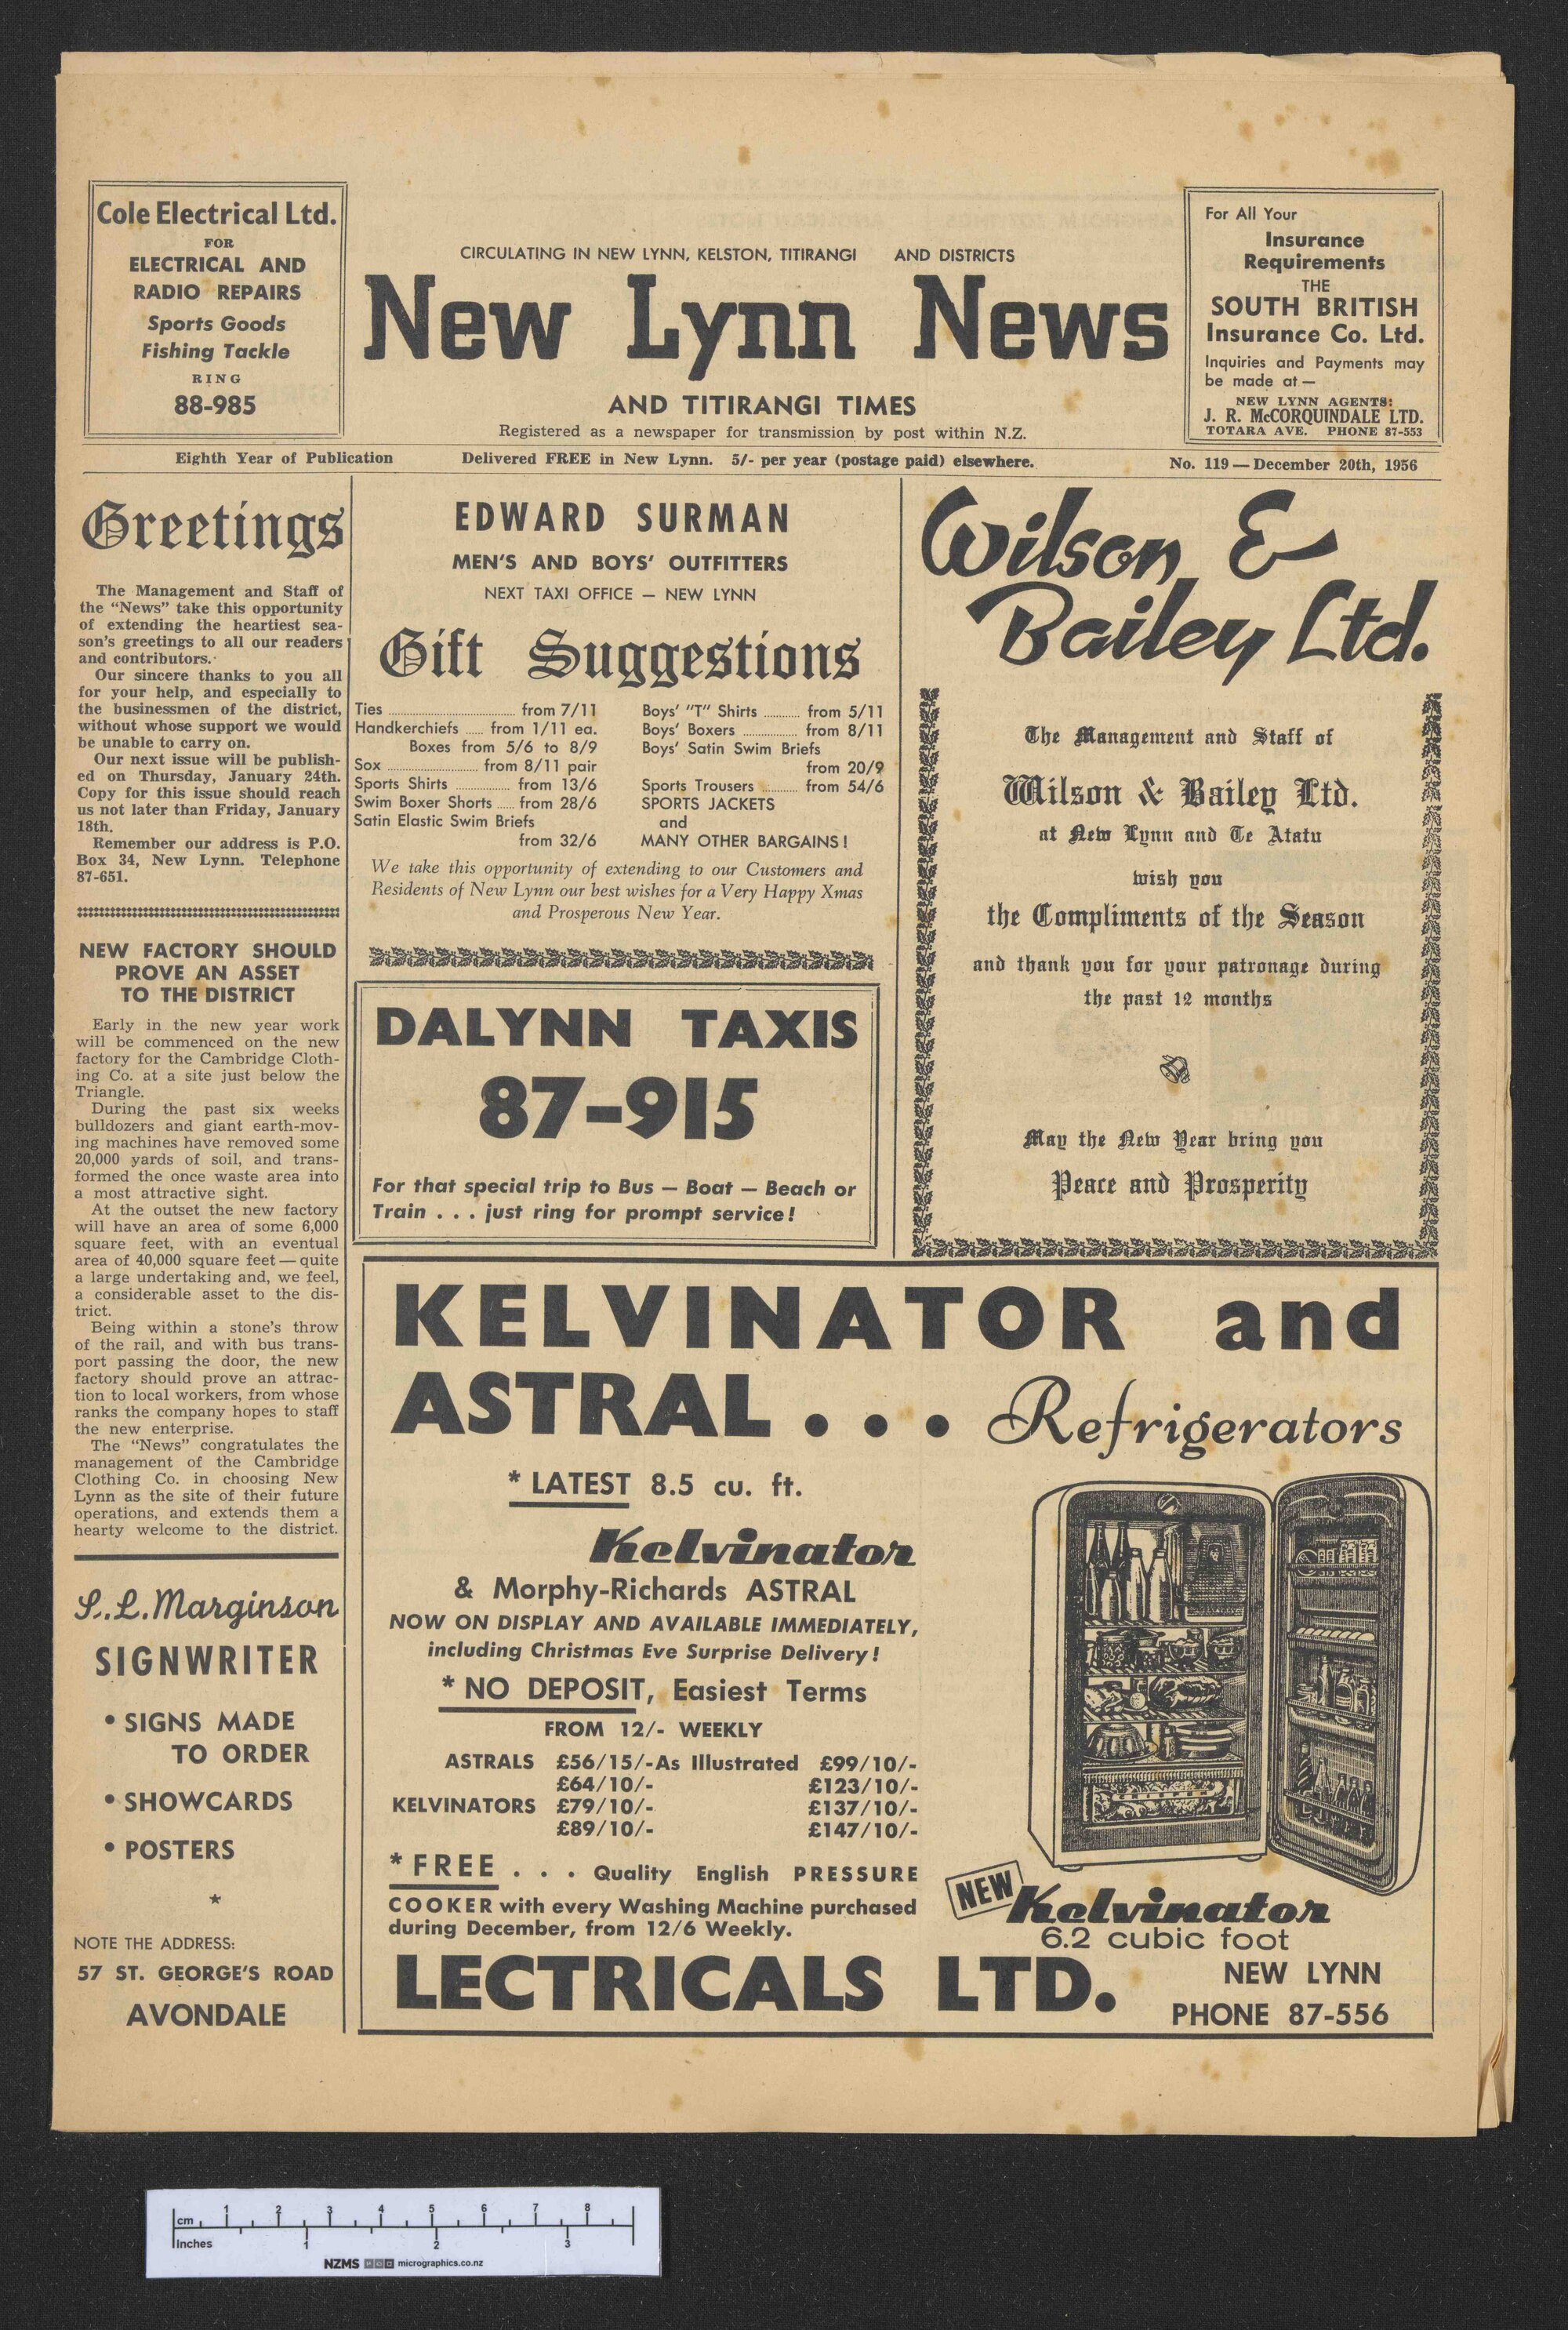 Cole Electrical Ltd.
FOR
ELECTRICAL AND
RADIO REPAIRS
Sports Goods
Fishing Tackle
RING
88-985
CIRCULATING IN NEW LYNN, KELSTON, TITIRANGI AND DISTRICTS
New Lynn News
AND TITIRANGI TIMES
Registered as a newspaper for transmission by post within N.Z.
For All Your
Insurance
Requirements
THE
SOUTH BRITISH
Insurance Co. Ltd.
Inquiries and Payments may
be made at —
NEW LYNN AGENTS:
J. R. McCORQUINDALE LTD.
TOTARA AVE. PHONE 87-553
Eighth Year of Publication Delivered FREE in New Lynn. 5/- per year (postage paid) elsewhere. No. 119 — December 20th, 1956
Greetings
The Management and Staff of
the "News" take this opportunity
of extending the heartiest sea-
son's greetings to all our readers
and contributors.
Our sincere thanks to you all
for your help, and especially to
the businessmen of the district,
without whose support we would
be unable to carry on.
Our next issue will be publish-
ed on Thursday, January 24th.
Copy for this issue should reach
us not later than Friday, January
18th.
Remember our address is P.O.
Box 34, New Lynn. Telephone
87-651.
NEW FACTORY SHOULD
PROVE AN ASSET
TO THE DISTRICT
Early in the new year work
will be commenced on the new
factory for the Cambridge Cloth-
ing Co. at a site just below the
Triangle.
During the past six weeks
bulldozers and giant earth-mov-
ing machines have removed some
20,000 yards of soil, and trans-
formed the once waste area into
a most attractive sight.
At the outset the new factory
will have an area of some 6,000
square feet, with an eventual
area of 40,000 square feet — quite
a large undertaking and, we feel,
a considerable asset to the dis-
trict.
Being within a stone's throw
of the rail, and with bus trans-
port passing the door, the new
factory should prove an attrac-
tion to local workers, from whose
ranks the company hopes to staff
the new enterprise.
The "News" congratulates the
management of the Cambridge
Clothing Co. in choosing New
Lynn as the site of their future
operations, and extends them a
hearty welcome to the district.
S. L. Marginson
SIGNWRITER
• SIGNS MADE
TO ORDER
• SHOWCARDS
• POSTERS
*
NOTE THE ADDRESS:
57 ST. GEORGE'S ROAD
AVONDALE
EDWARD SURMAN
MEN'S AND BOYS' OUTFITTERS
NEXT TAXI OFFICE — NEW LYNN
Gift Suggestions
Ties ........ from 7/11
Handkerchiefs ..... from 1/11 ea.
Boxes from 5/6 to 8/9
Sox ........ from 8/11 pair
Sports Shirts ........ from 13/6
Swim Boxer Shorts ..... from 28/6
Satin Elastic Swim Briefs
from 32/6
Boys' "T" Shirts ........ from 5/11
Boys' Boxers ........ from 8/11
Boys' Satin Swim Briefs
from 20/9
Sports Trousers ........ from 54/6
SPORTS JACKETS
and
MANY OTHER BARGAINS!
We take this opportunity of extending to our Customers and
Residents of New Lynn our best wishes for a Very Happy Xmas
and Prosperous New Year.
DALYNN TAXIS
87-915
For that special trip to Bus — Boat — Beach or
Train . . . just ring for prompt service!
Wilson &
Bailey Ltd.
The Management and Staff of
Wilson & Bailey Ltd.
at New Lynn and Te Atatu
wish you
the Compliments of the Season
and thank you for your patronage during
the past 12 months
May the New Year bring you
Peace and Prosperity
KELVINATOR and
ASTRAL . . . Refrigerators
* LATEST 8.5 cu. ft.
Kelvinator
& Morphy-Richards ASTRAL
NOW ON DISPLAY AND AVAILABLE IMMEDIATELY,
including Christmas Eve Surprise Delivery!
* NO DEPOSIT, Easiest Terms
FROM 12/- WEEKLY
ASTRALS £56/15/- As Illustrated £99/10/-
£64/10/- £123/10/-
KELVINATORS £79/10/- £137/10/-
£89/10/- £147/10/-
* FREE . . . Quality English PRESSURE
COOKER with every Washing Machine purchased
during December, from 12/6 Weekly.
NEW Kelvinator
6.2 cubic foot
LECTRICALS LTD.
NEW LYNN
PHONE 87-556
cm 1 2 3 4 5 6 7 8
Inches 1 2 3
NZMS micrographics.co.nz